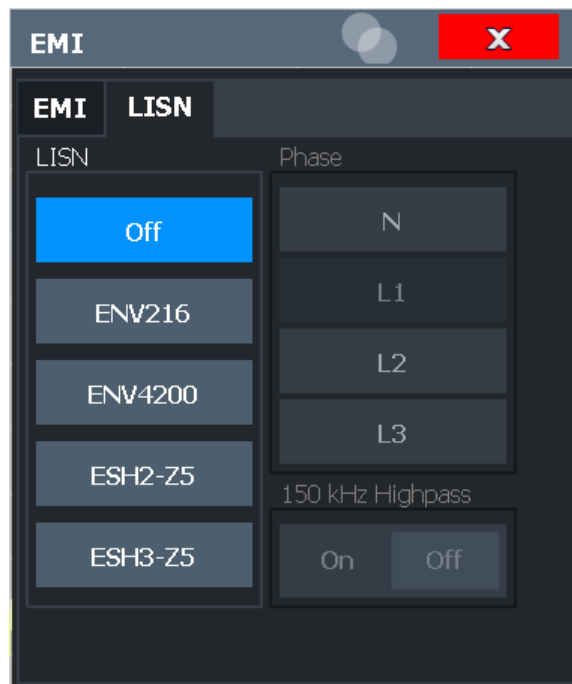 EMI
X
EMI LISN
LISN
Off
ENV216
ENV4200
ESH2-Z5
ESH3-Z5
Phase
N
L1
L2
L3
150 kHz Highpass
On Off